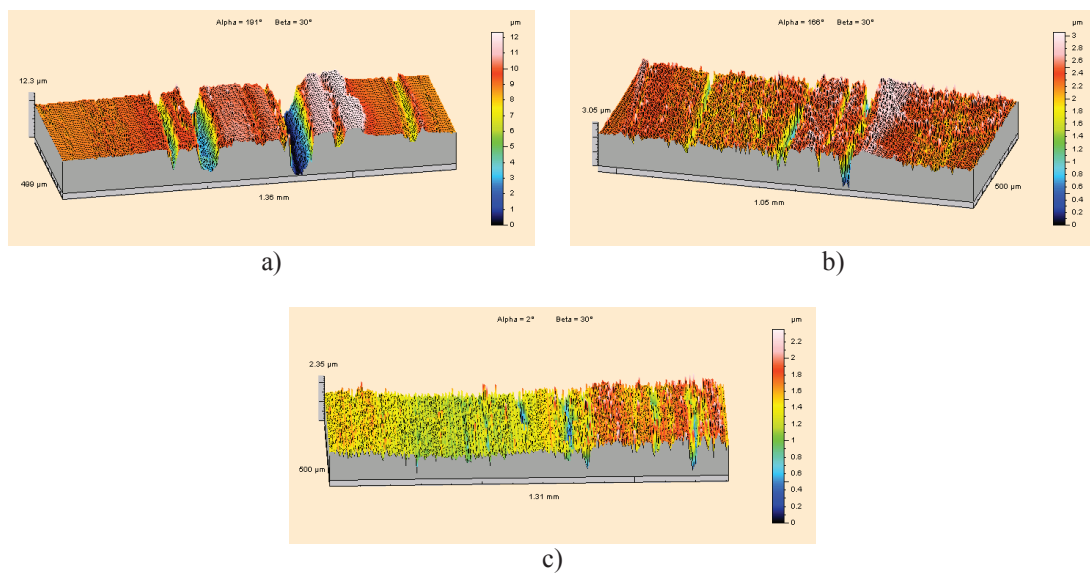 Alpha = 191° Beta = 30°
µm
12.3 µm
12
11
10
9
8
7
6
5
4
3
2
1
0
499 µm
1.36 mm
a)
Alpha = 166° Beta = 30°
µm
3.05 µm
3
2.8
2.6
2.4
2.2
2
1.8
1.6
1.4
1.2
1
0.8
0.6
0.4
0.2
0
500 µm
1.05 mm
b)
Alpha = 2° Beta = 30°
µm
2.35 µm
2.2
2
1.8
1.6
1.4
1.2
1
0.8
0.6
0.4
0.2
0
500 µm
1.31 mm
c)